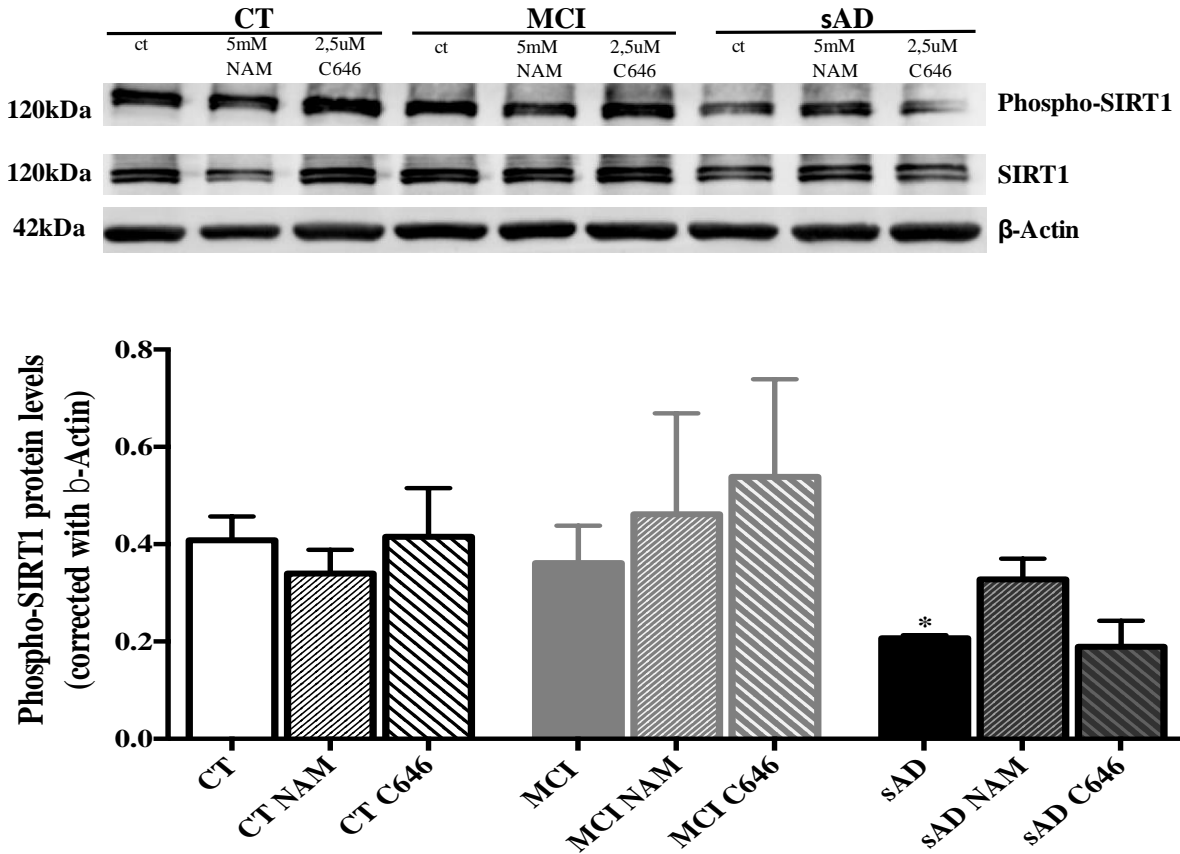 CT MCI sAD
ct 5mM 2,5uM ct 5mM 2,5uM ct 5mM 2,5uM
NAM C646 NAM C646 NAM C646
120kDa Phospho-SIRT1
120kDa SIRT1
42kDa β-Actin
Phospho-SIRT1 protein levels
(corrected with b-Actin)
0.8
0.6
0.4
0.2
0.0
*
CT CT NAM CT C646 MCI MCI NAM MCI C646 sAD sAD NAM sAD C646